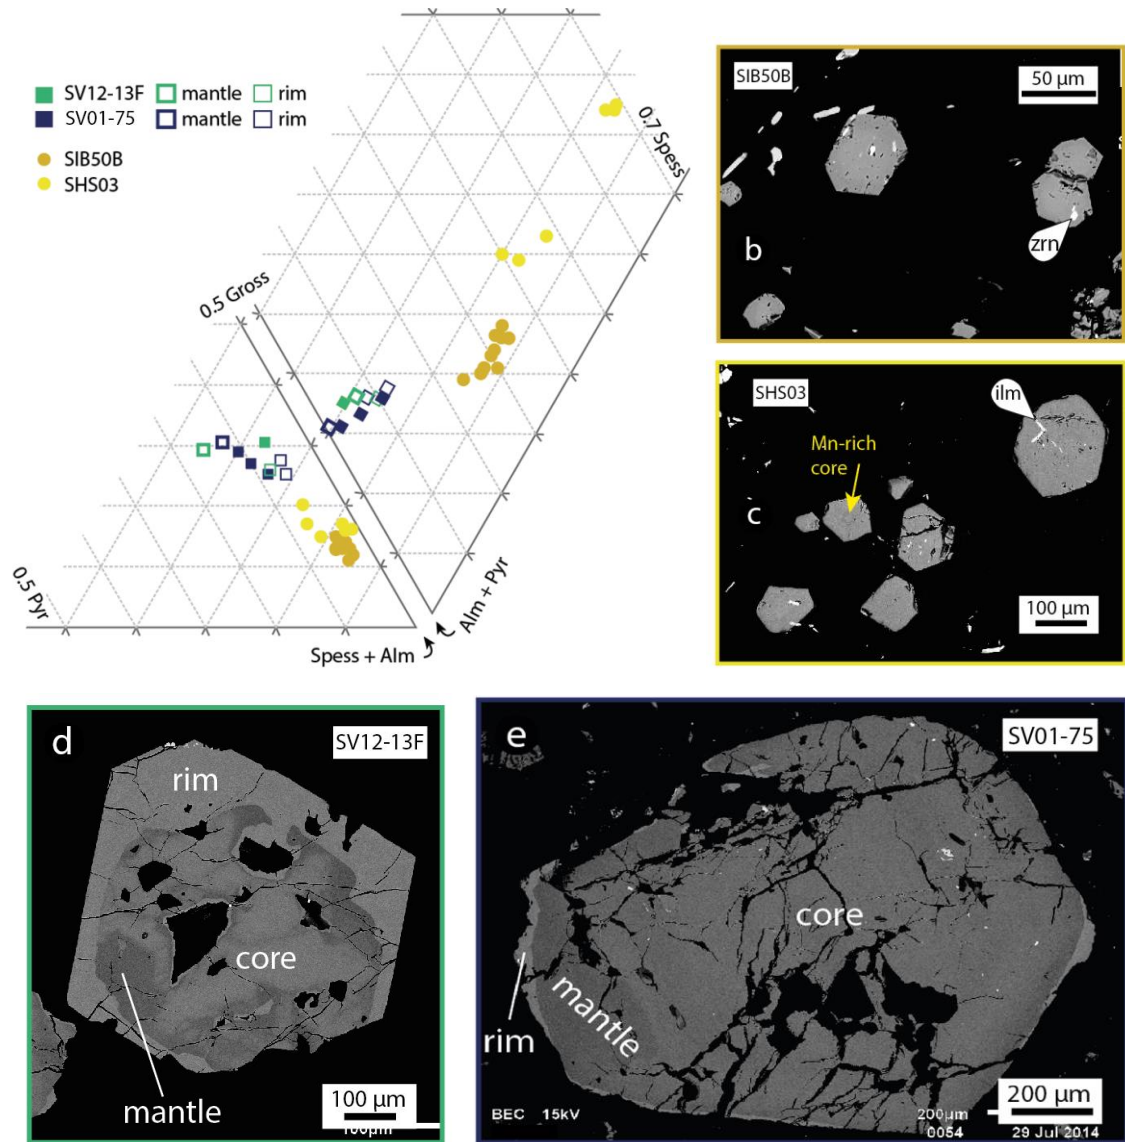 SV12-13F mantle rim
SV01-75 mantle rim
SIB50B
SHS03
0.7 Spess
0.5 Gross
0.5 Pyr
Alm + Pyr
Spess + Alm
SIB50B
50 µm
b
zrn
SHS03
ilm
Mn-rich
core
c
100 µm
d
SV12-13F
rim
core
mantle
100 µm
100µm
e
SV01-75
core
rim
mantle
200 µm
BEC 15kV 200µm
0054 29 Jul 2014